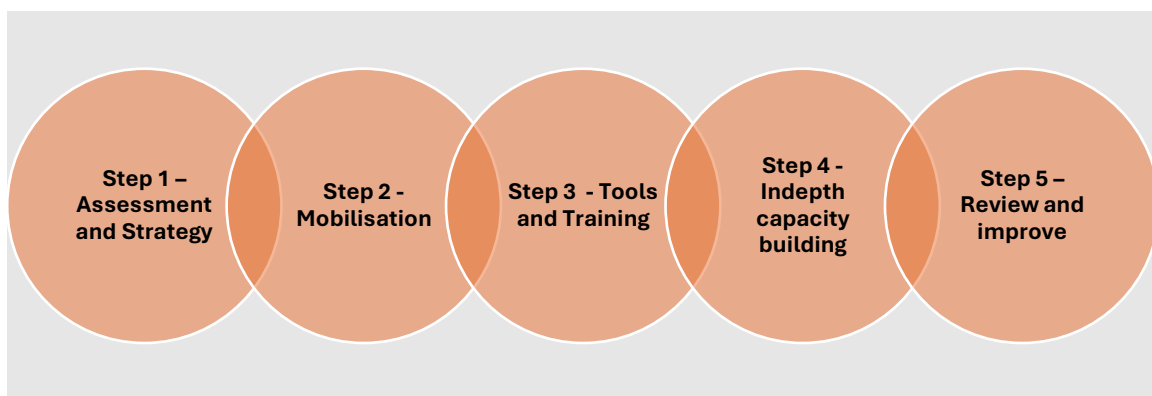 Step 1 –
Assessment
and Strategy
Step 2 -
Mobilisation
Step 3  - Tools
and Training
Step 4 -
Indepth
capacity
building
Step 5 –
Review and
improve